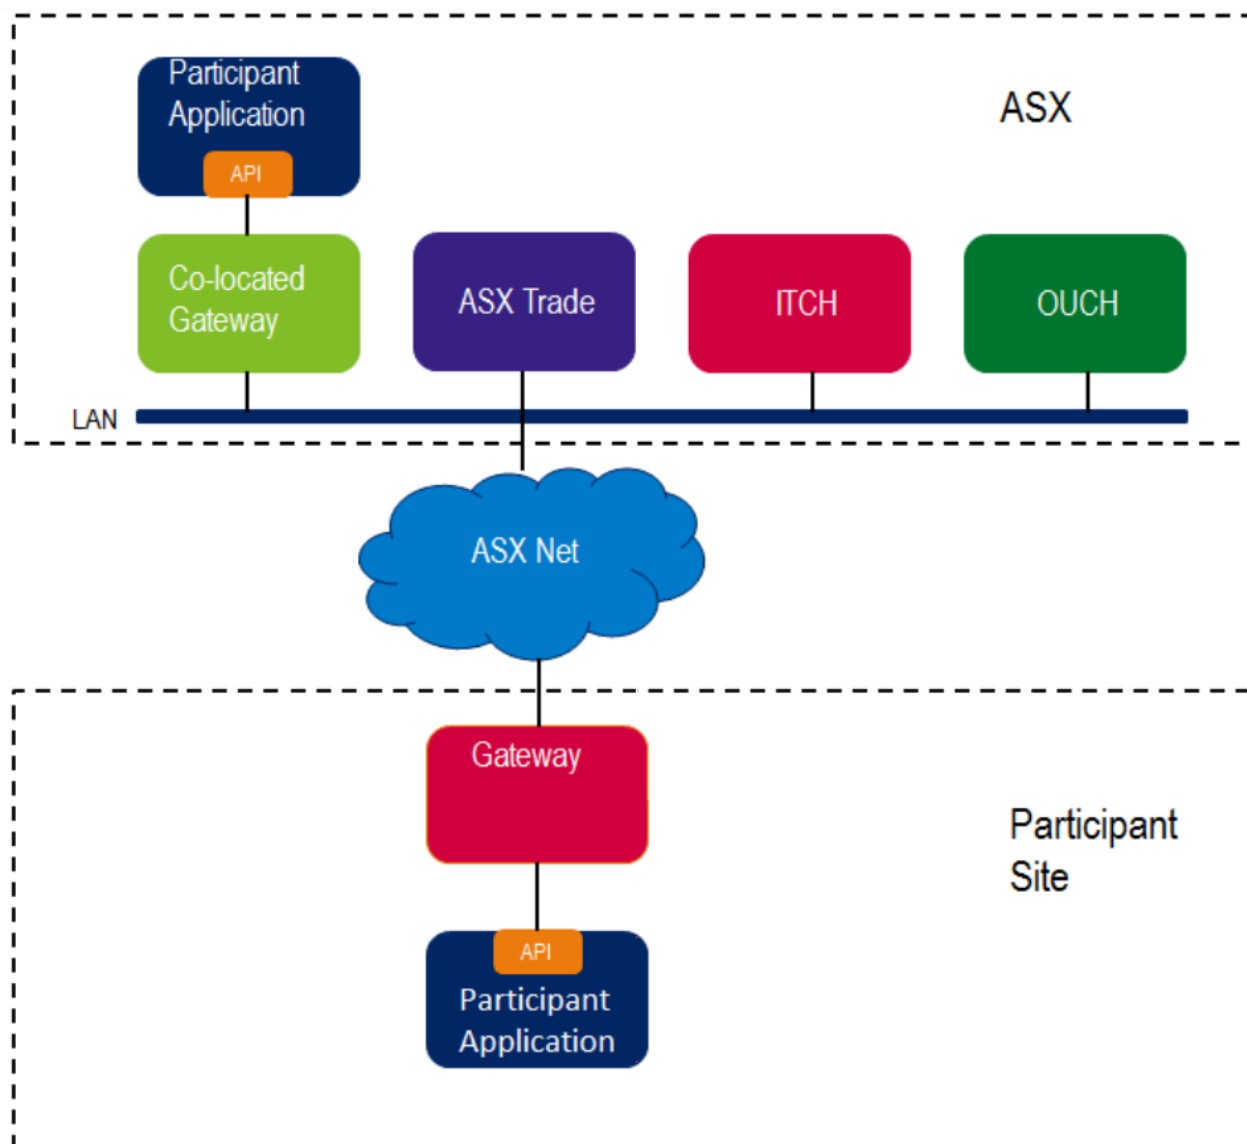 Participant
Application
ASX
API
Co-located
Gateway
ASX Trade
ITCH
OUCH
LAN
ASX Net
Gateway
Participant
Site
API
Participant
Application